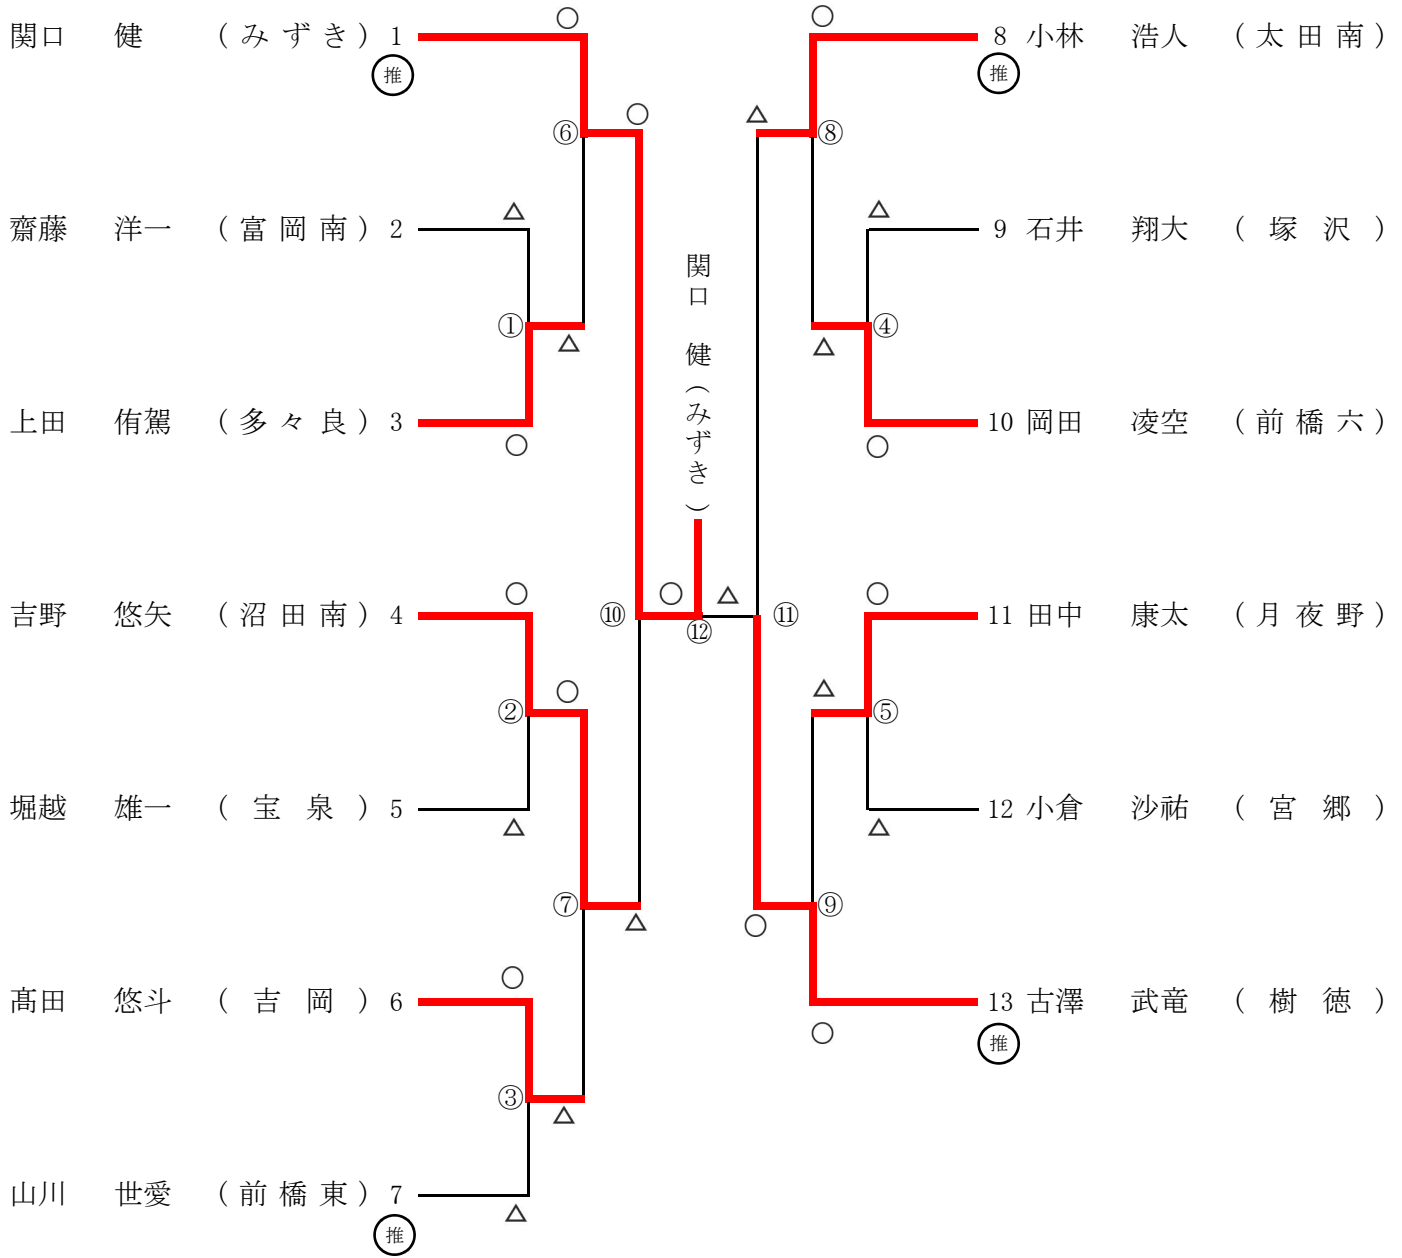 関口 健 (みずき) 1
推
齋藤 洋一 (富岡南) 2
上田 侑駕 (多々良) 3
吉野 悠矢 (沼田南) 4
堀越 雄一 (宝泉) 5
髙田 悠斗 (吉岡) 6
山川 世愛 (前橋東) 7
推
⑥
①
②
⑦
③
⑩
関口 健(みずき)
⑫
⑪
⑧
④
⑤
⑨
8 小林 浩人 (太田南)
推
9 石井 翔大 (塚沢)
10 岡田 凌空 (前橋六)
11 田中 康太 (月夜野)
12 小倉 沙祐 (宮郷)
13 古澤 武竜 (樹徳)
推